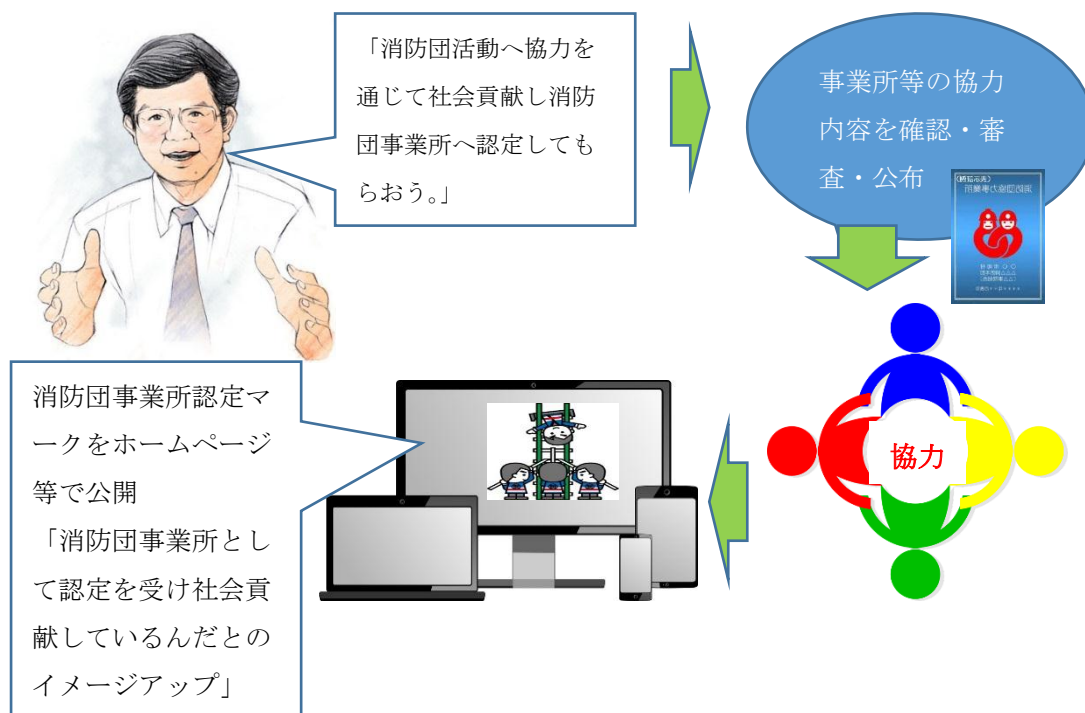 「消防団活動へ協力を
通じて社会貢献し消防
団事業所へ認定しても
らおう。」
事業所等の協力
内容を確認・審
査・公布
協力
消防団事業所認定マ
ークをホームページ
等で公開
「消防団事業所とし
て認定を受け社会貢
献しているんだとの
イメージアップ」